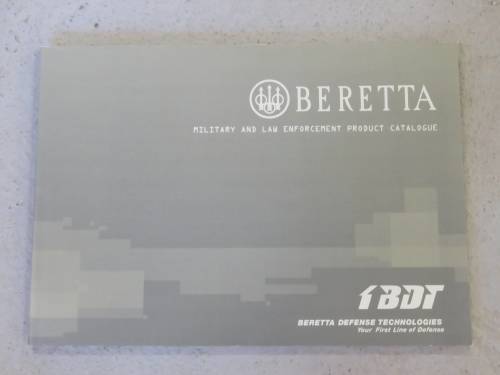 BERETTA
MILITARY AND LAW ENFORCEMENT PRODUCT CATALOGUE
BDT
BERETTA DEFENSE TECHNOLOGIES
Your First Line of Defense